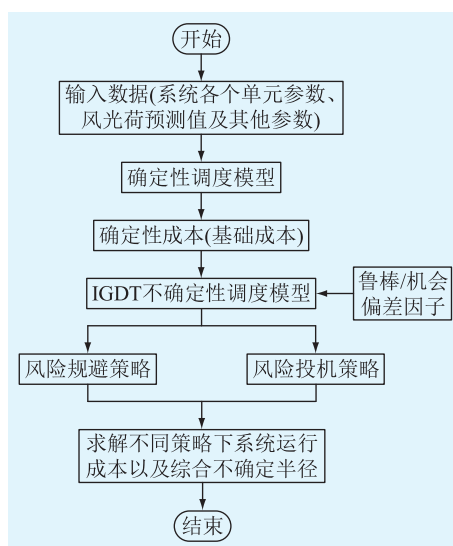 开始
输入数据(系统各个单元参数、
风光荷预测值及其他参数)
确定性调度模型
确定性成本(基础成本)
IGDT不确定性调度模型
鲁棒/机会
偏差因子
风险规避策略
风险投机策略
求解不同策略下系统运行
成本以及综合不确定半径
结束